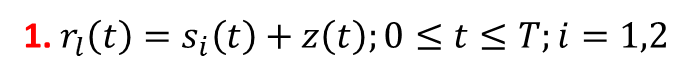 1. r_l(t) = s_i(t) + z(t); 0 ≤ t ≤ T; i = 1,2